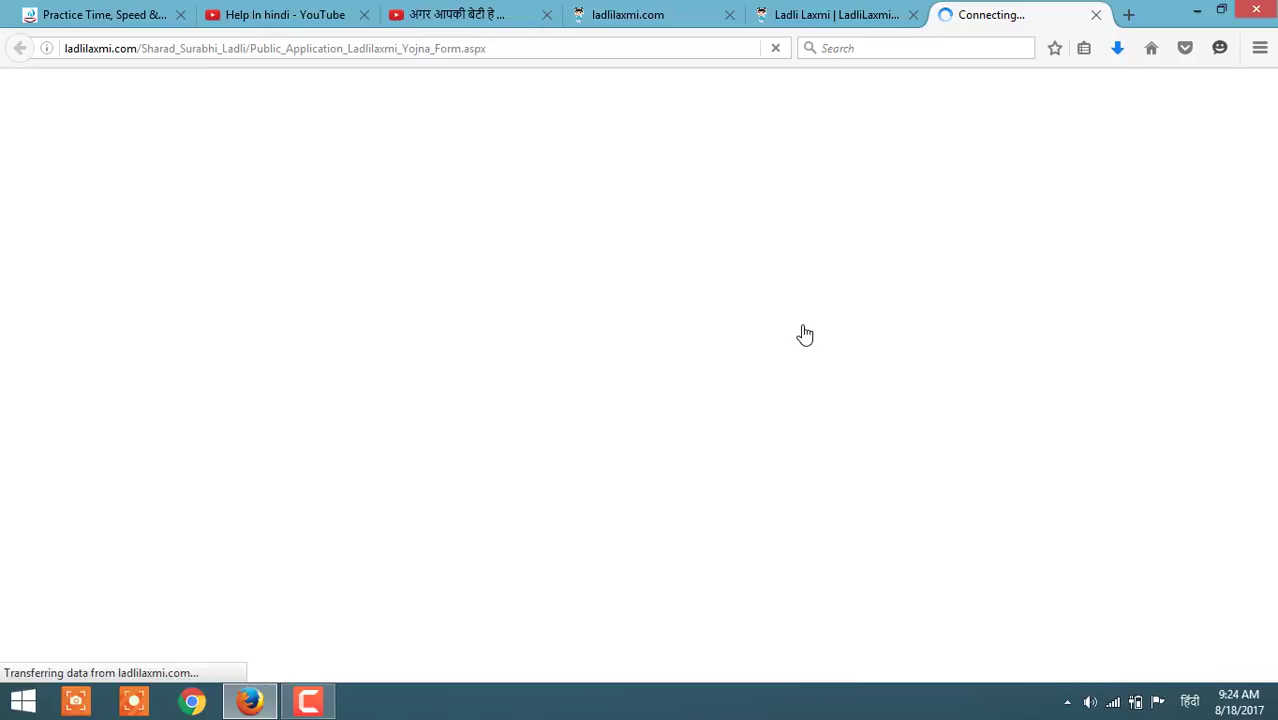 Practice Time, Speed &...
Help In hindi - YouTube
अगर आपकी बेटी है ...
ladlilaxmi.com
Ladli Laxmi | LadliLaxmi...
Connecting...
ladlilaxmi.com/Sharad_Surabhi_Ladli/Public_Application_Ladlilaxmi_Yojna_Form.aspx
Search
Transferring data from ladlilaxmi.com...
हिंदी
9:24 AM
8/18/2017